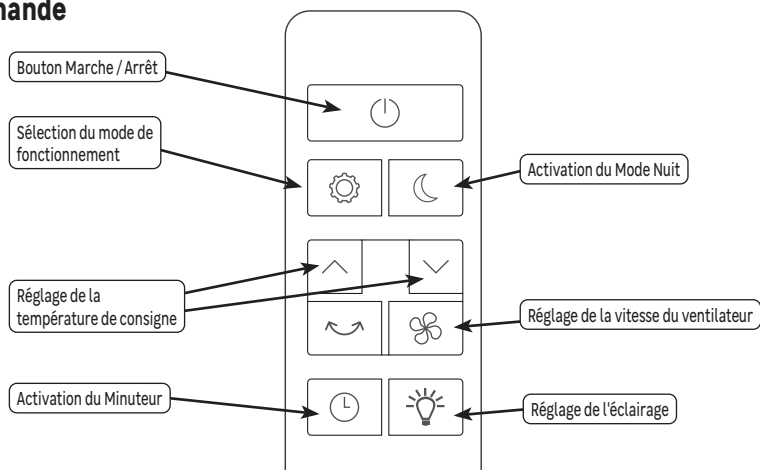 mande
Bouton Marche / Arrêt
Sélection du mode de
fonctionnement
Activation du Mode Nuit
Réglage de la
température de consigne
Réglage de la vitesse du ventilateur
Activation du Minuteur
Réglage de l'éclairage